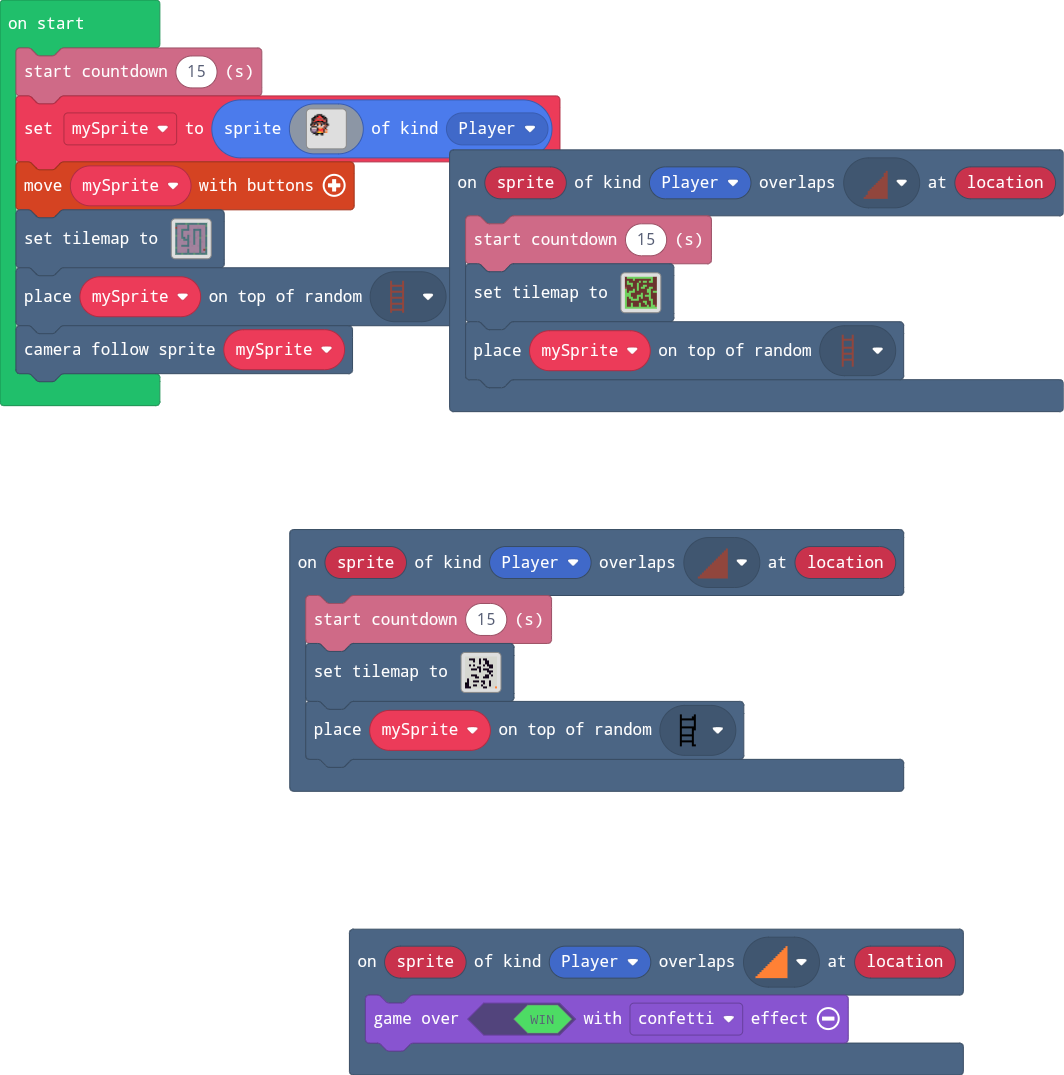 on start
start countdown 15 (s)
set mySprite to sprite of kind Player
move mySprite with buttons
set tilemap to
place mySprite on top of random
camera follow sprite mySprite
on sprite of kind Player overlaps at location
start countdown 15 (s)
set tilemap to
place mySprite on top of random
on sprite of kind Player overlaps at location
start countdown 15 (s)
set tilemap to
place mySprite on top of random
on sprite of kind Player overlaps at location
game over WIN with confetti effect